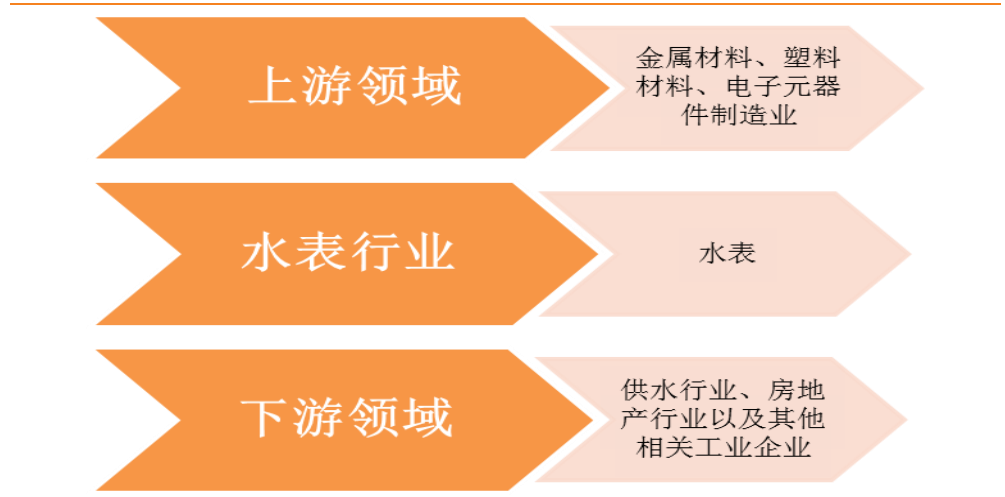 上游领域
金属材料、塑料
材料、电子元器
件制造业
水表行业
水表
下游领域
供水行业、房地
产行业以及其他
相关工业企业